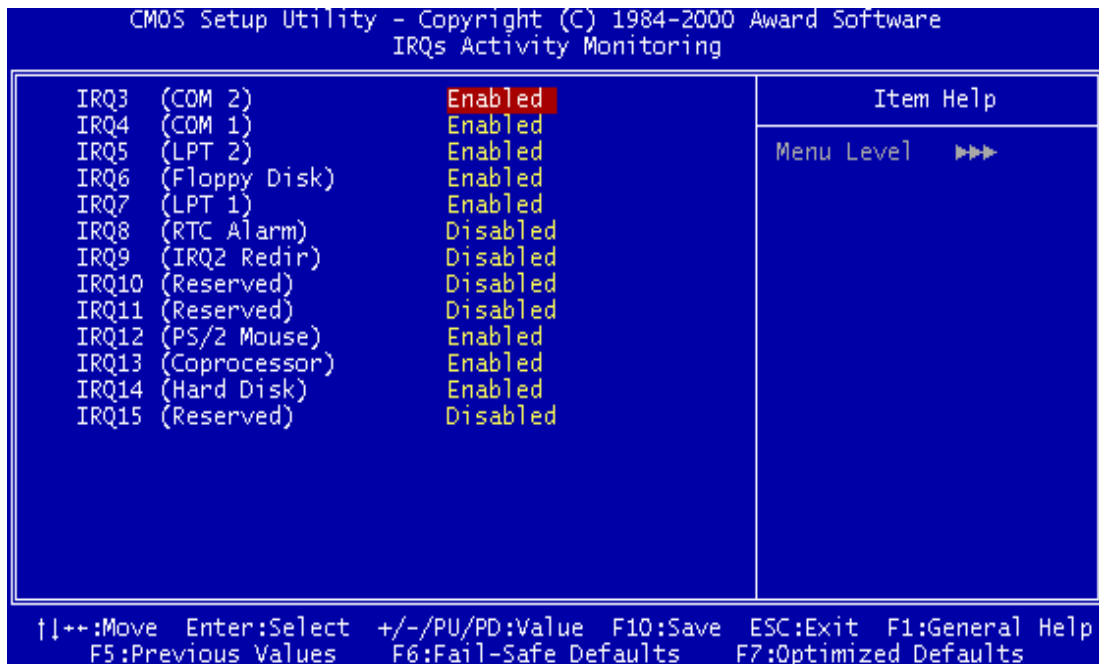 CMOS Setup Utility - Copyright (C) 1984-2000 Award Software
IRQs Activity Monitoring
IRQ3 (COM 2) Enabled
IRQ4 (COM 1) Enabled
IRQ5 (LPT 2) Enabled
IRQ6 (Floppy Disk) Enabled
IRQ7 (LPT 1) Enabled
IRQ8 (RTC Alarm) Disabled
IRQ9 (IRQ2 Redir) Disabled
IRQ10 (Reserved) Disabled
IRQ11 (Reserved) Disabled
IRQ12 (PS/2 Mouse) Enabled
IRQ13 (Coprocessor) Enabled
IRQ14 (Hard Disk) Enabled
IRQ15 (Reserved) Disabled
Item Help
Menu Level ▶▶▶
↑↓←→:Move Enter:Select +/-/PU/PD:Value F10:Save ESC:Exit F1:General Help
F5:Previous Values F6:Fail-Safe Defaults F7:Optimized Defaults